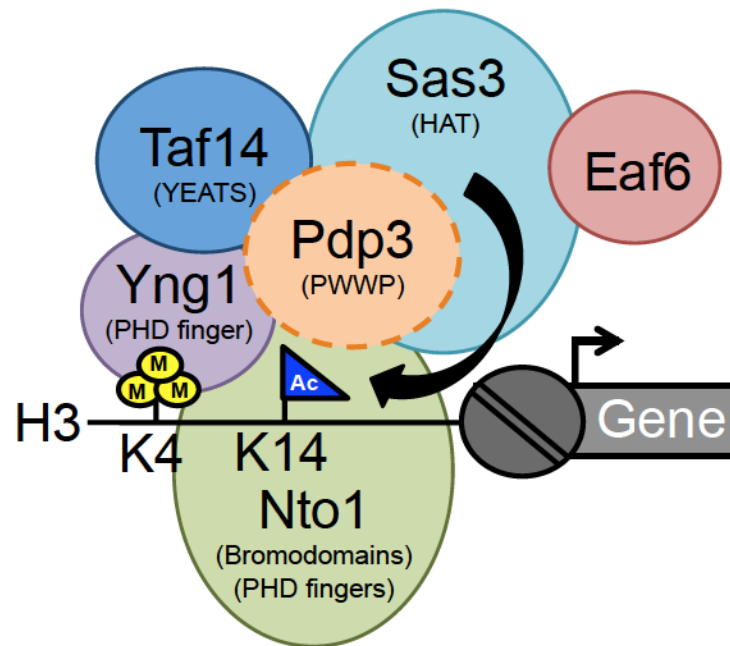 Sas3
(HAT)
Taf14
(YEATS)
Eaf6
Pdp3
(PWWP)
Yng1
(PHD finger)
M
M
M
Ac
H3
K4
K14
Gene
Nto1
(Bromodomains)
(PHD fingers)